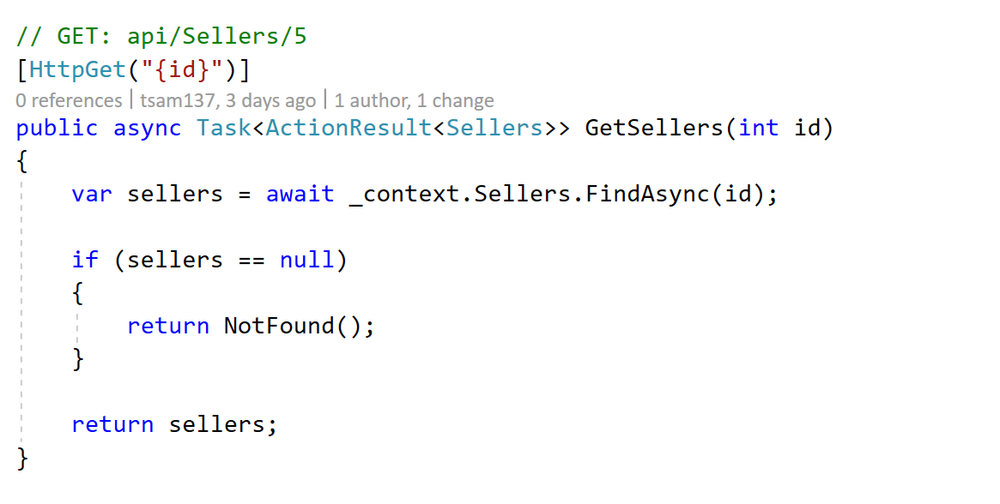 // GET: api/Sellers/5
[HttpGet("{id}")]
0 references | tsam137, 3 days ago | 1 author, 1 change
public async Task<ActionResult<Sellers>> GetSellers(int id)
{
    var sellers = await _context.Sellers.FindAsync(id);
    if (sellers == null)
    {
        return NotFound();
    }
    return sellers;
}